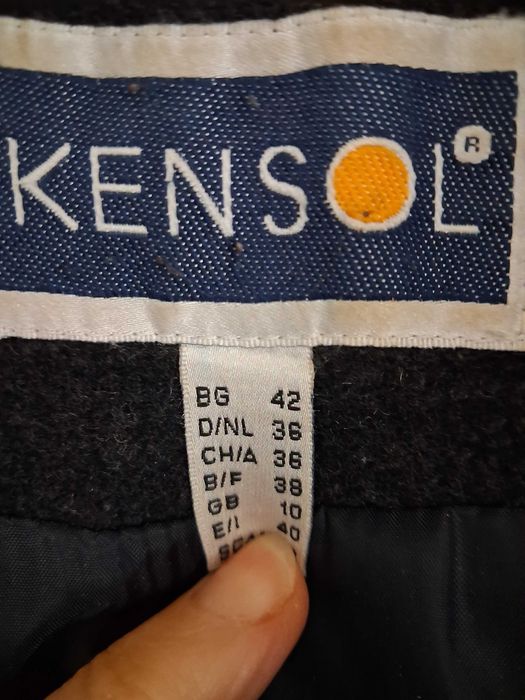 KENSOL ®
BG 42
D/NL 36
CH/A 36
B/F 38
GB 10
E/I 40